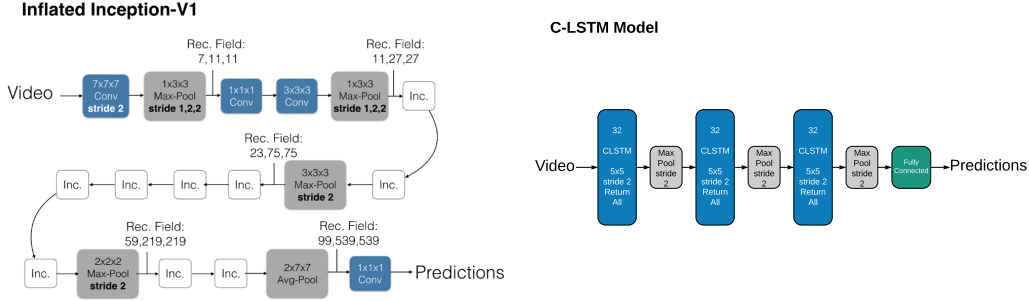 Inflated Inception-V1
Rec. Field:
7,11,11
Rec. Field:
11,27,27
Video
7x7x7
Conv
stride 2
1x3x3
Max-Pool
stride 1,2,2
1x1x1
Conv
3x3x3
Conv
1x3x3
Max-Pool
stride 1,2,2
Inc.
Rec. Field:
23,75,75
Inc.
Inc.
Inc.
Inc.
3x3x3
Max-Pool
stride 2
Inc.
Rec. Field:
59,219,219
Rec. Field:
99,539,539
Inc.
2x2x2
Max-Pool
stride 2
Inc.
Inc.
2x7x7
Avg-Pool
1x1x1
Conv
Predictions
C-LSTM Model
Video
32
CLSTM
5x5
stride 2
Return
All
Max
Pool
stride
2
32
CLSTM
5x5
stride 2
Return
All
Max
Pool
stride
2
32
CLSTM
5x5
stride 2
Return
All
Max
Pool
stride
2
Fully
Connected
Predictions